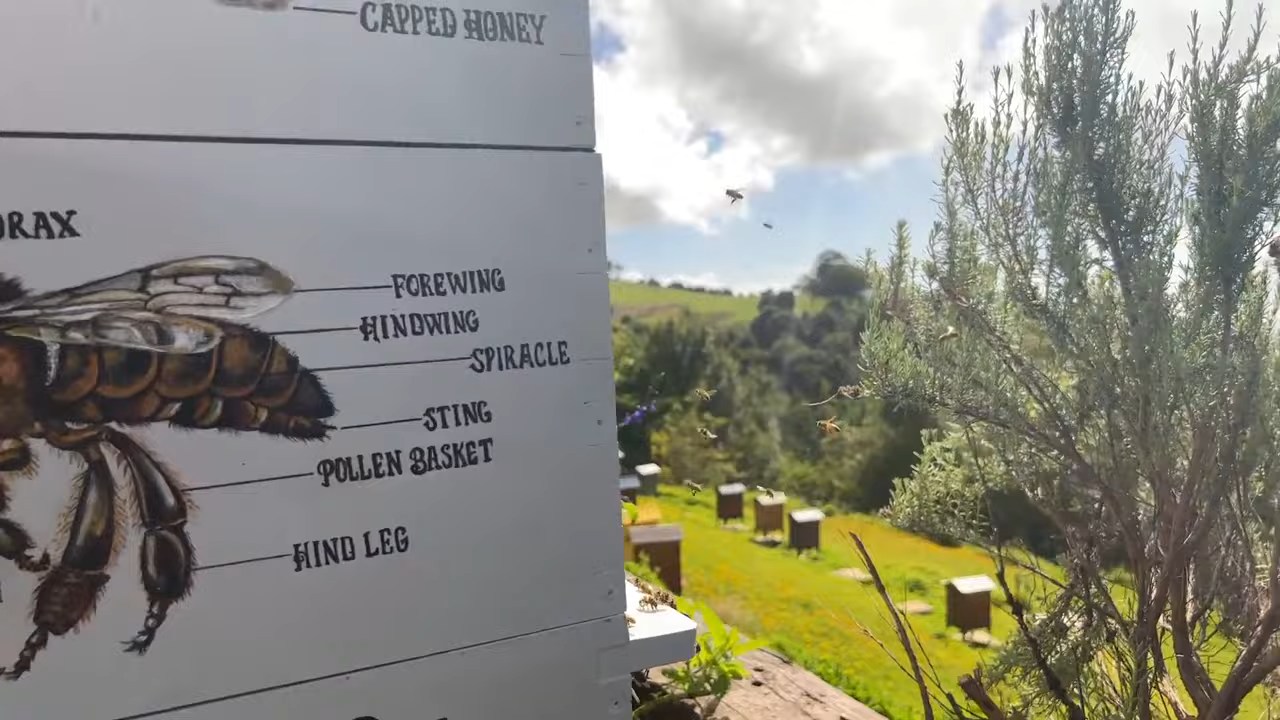 CAPPED HONEY
ORAX
FOREWING
HINDWING
SPIRACLE
STING
POLLEN BASKET
HIND LEG